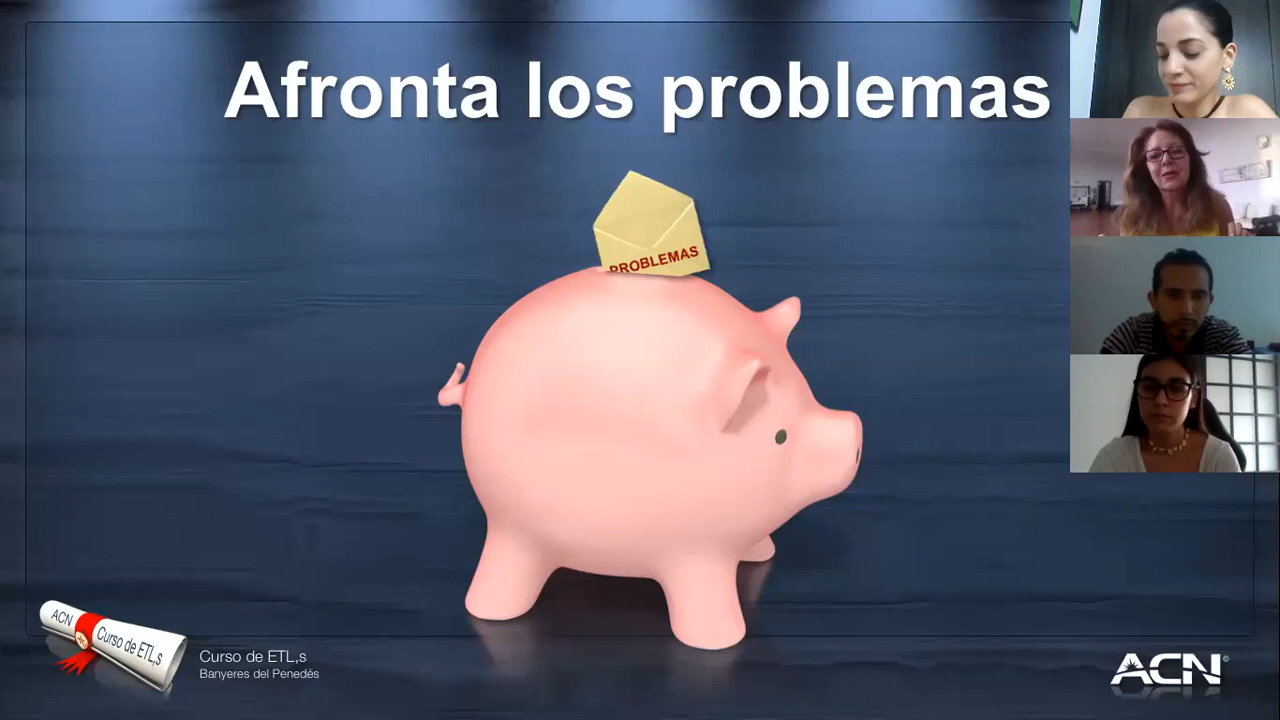 Afronta los problemas
PROBLEMAS
ACN
Curso de ETL,s
Curso de ETL,s
Banyeres del Penedés
ACN